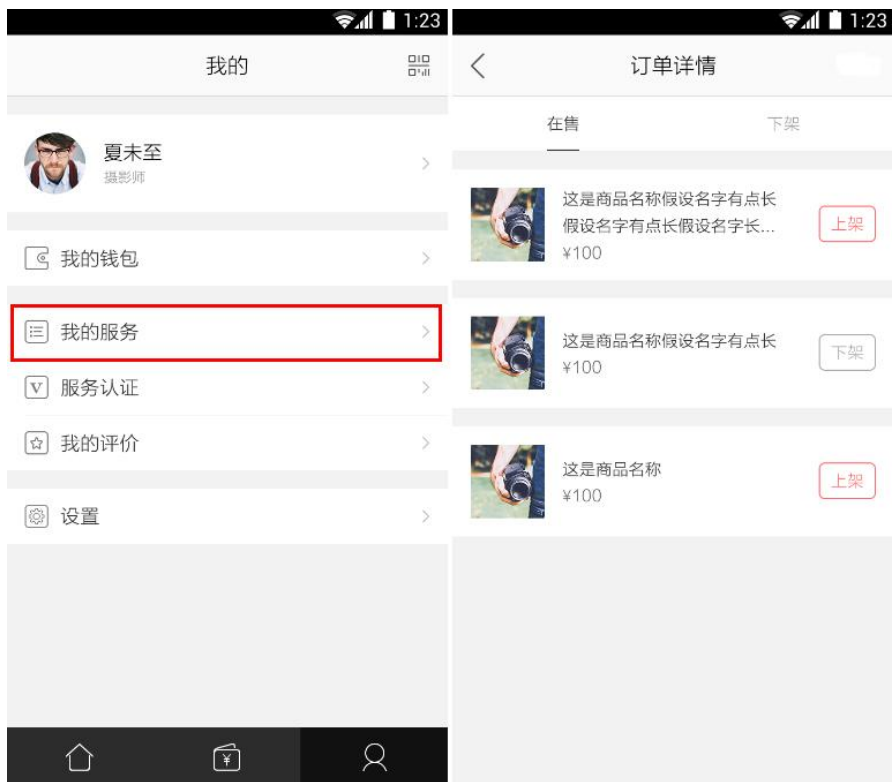 1:23
我的
夏未至
摄影师
我的钱包
我的服务
V 服务认证
我的评价
设置
¥
1:23
订单详情
在售 下架
这是商品名称假设名字有点长
假设名字有点长假设名字长...
¥100
上架
这是商品名称假设名字有点长
¥100
下架
这是商品名称
¥100
上架